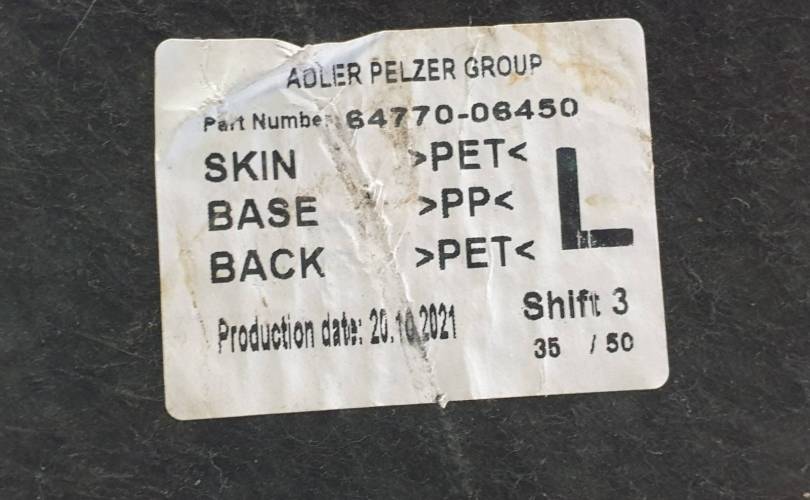 ADLER PELZER GROUP
Part Number 64770-06450
SKIN >PET<
BASE >PP<
BACK >PET<
L
Production date: 20.10.2021
Shift 3
35 / 50